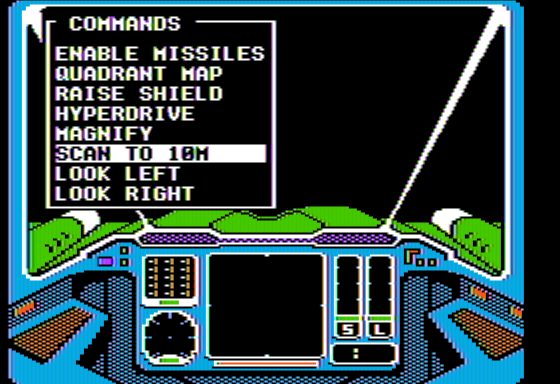 COMMANDS
ENABLE MISSILES
QUADRANT MAP
RAISE SHIELD
HYPERDRIVE
MAGNIFY
SCAN TO 10M
LOOK LEFT
LOOK RIGHT
S L
: